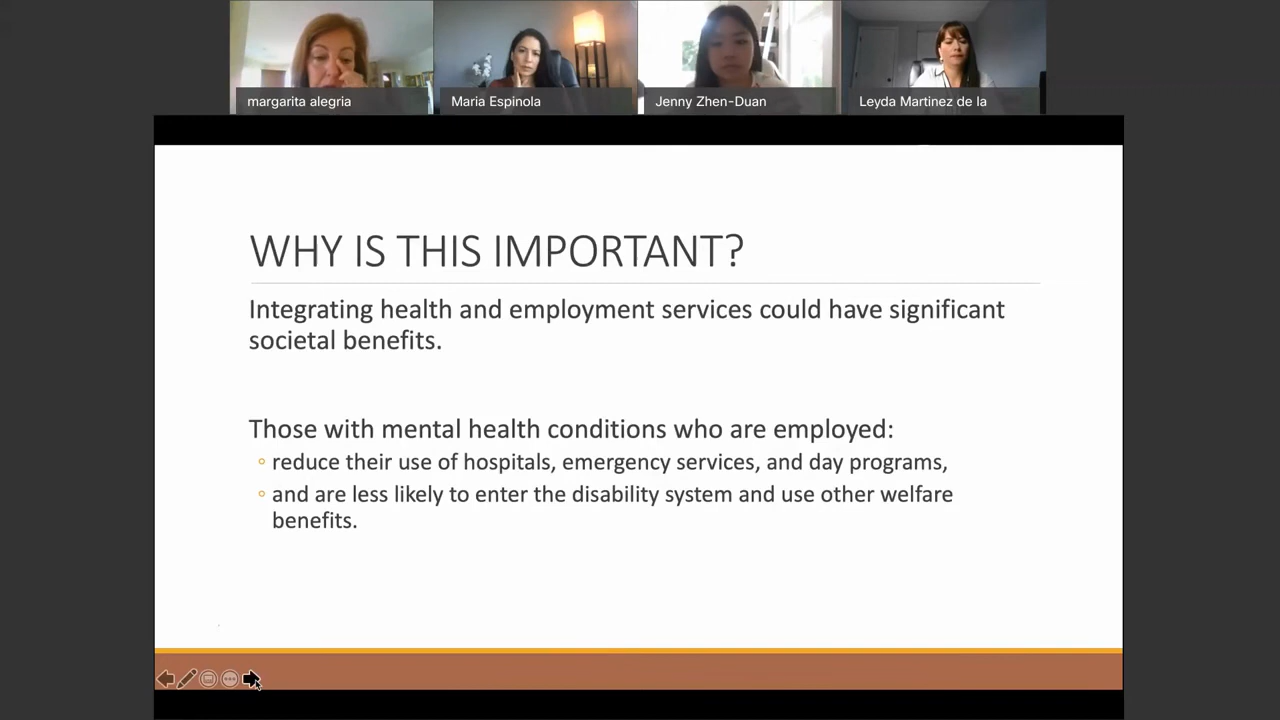 margarita alegria
Maria Espinola
Jenny Zhen-Duan
Leyda Martinez de la
WHY IS THIS IMPORTANT?
Integrating health and employment services could have significant
societal benefits.
Those with mental health conditions who are employed:
reduce their use of hospitals, emergency services, and day programs,
and are less likely to enter the disability system and use other welfare
benefits.